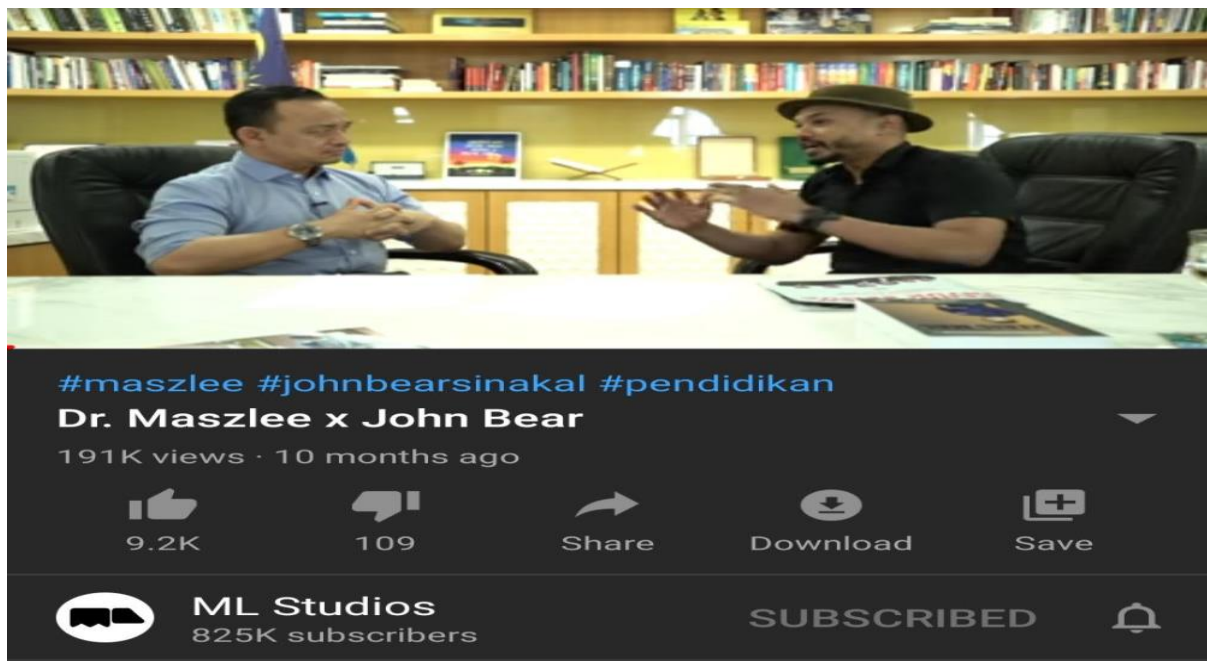 #maszlee #johnbearsinakal #pendidikan
Dr. Maszlee x John Bear
191K views · 10 months ago
9.2K 109 Share Download Save
ML Studios
825K subscribers
SUBSCRIBED